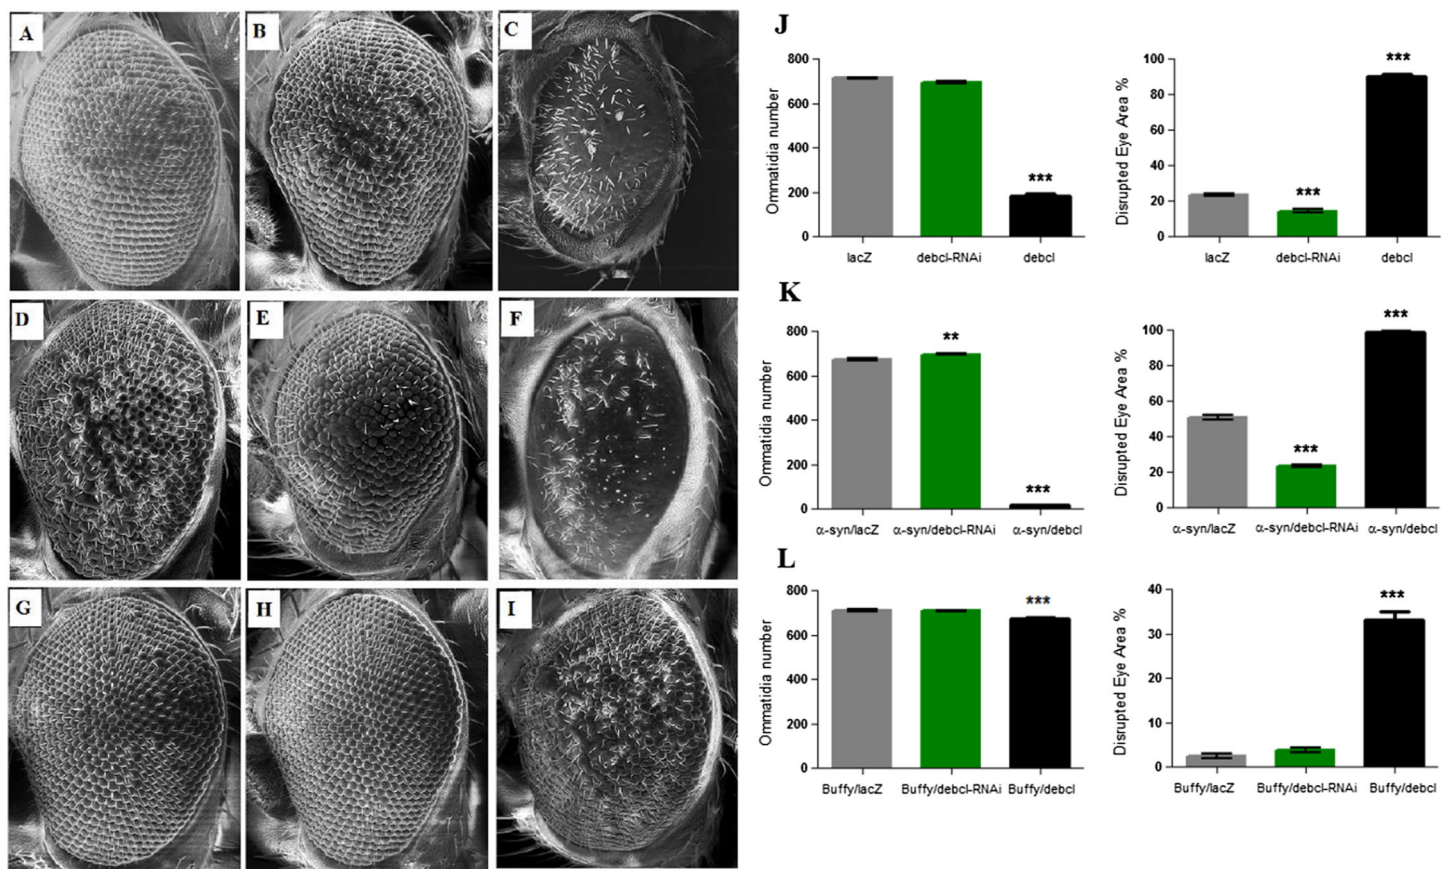 A
B
C
D
E
F
G
H
I
J
Ommatidia number
800
600
400
200
0
***
lacZ
debcl-RNAi
debcl
Disrupted Eye Area %
100
80
60
40
20
0
***
***
lacZ
debcl-RNAi
debcl
K
Ommatidia number
800
600
400
200
0
**
***
α-syn/lacZ
α-syn/debcl-RNAi
α-syn/debcl
Disrupted Eye Area %
100
80
60
40
20
0
***
***
α-syn/lacZ
α-syn/debcl-RNAi
α-syn/debcl
L
Ommatidia number
800
600
400
200
0
***
Buffy/lacZ
Buffy/debcl-RNAi
Buffy/debcl
Disrupted Eye Area %
40
30
20
10
0
***
Buffy/lacZ
Buffy/debcl-RNAi
Buffy/debcl